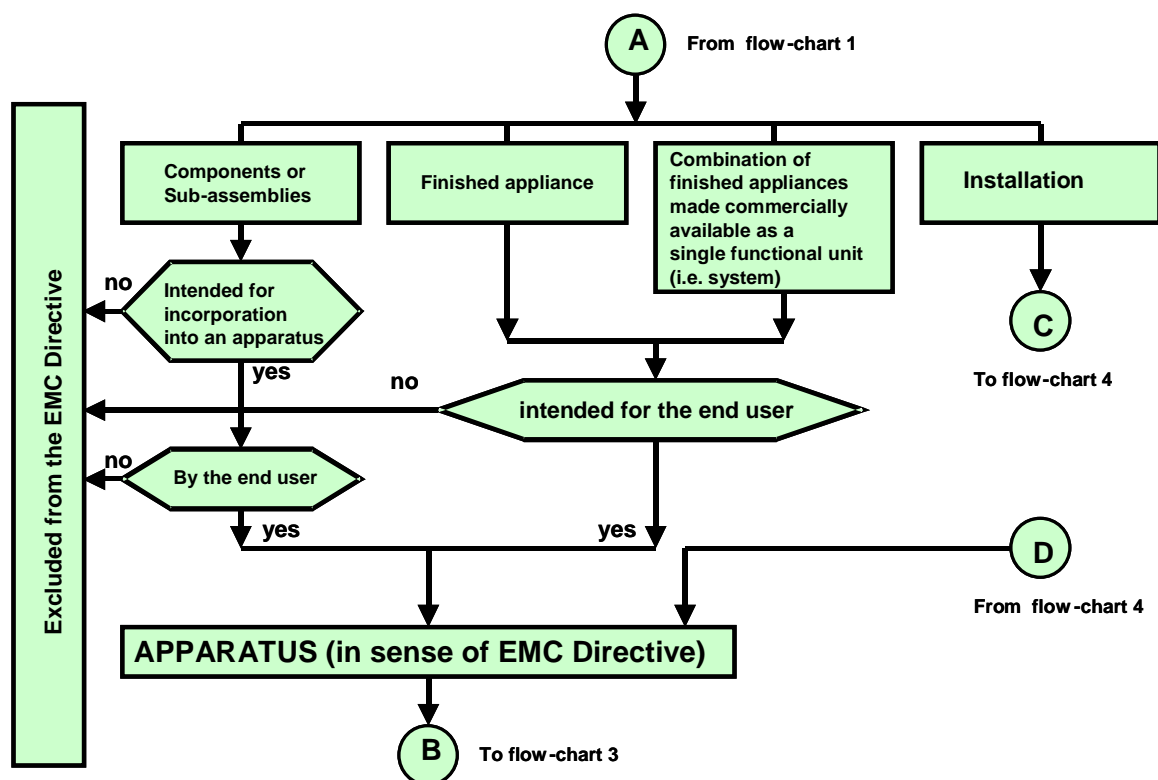 A
From flow-chart 1
Excluded from the EMC Directive
Components or
Sub-assemblies
Finished appliance
Combination of
finished appliances
made commercially
available as a
single functional unit
(i.e. system)
Installation
no
Intended for
incorporation
into an apparatus
yes
C
To flow-chart 4
no
intended for the end user
no
By the end user
yes
yes
D
From flow-chart 4
APPARATUS (in sense of EMC Directive)
B
To flow-chart 3